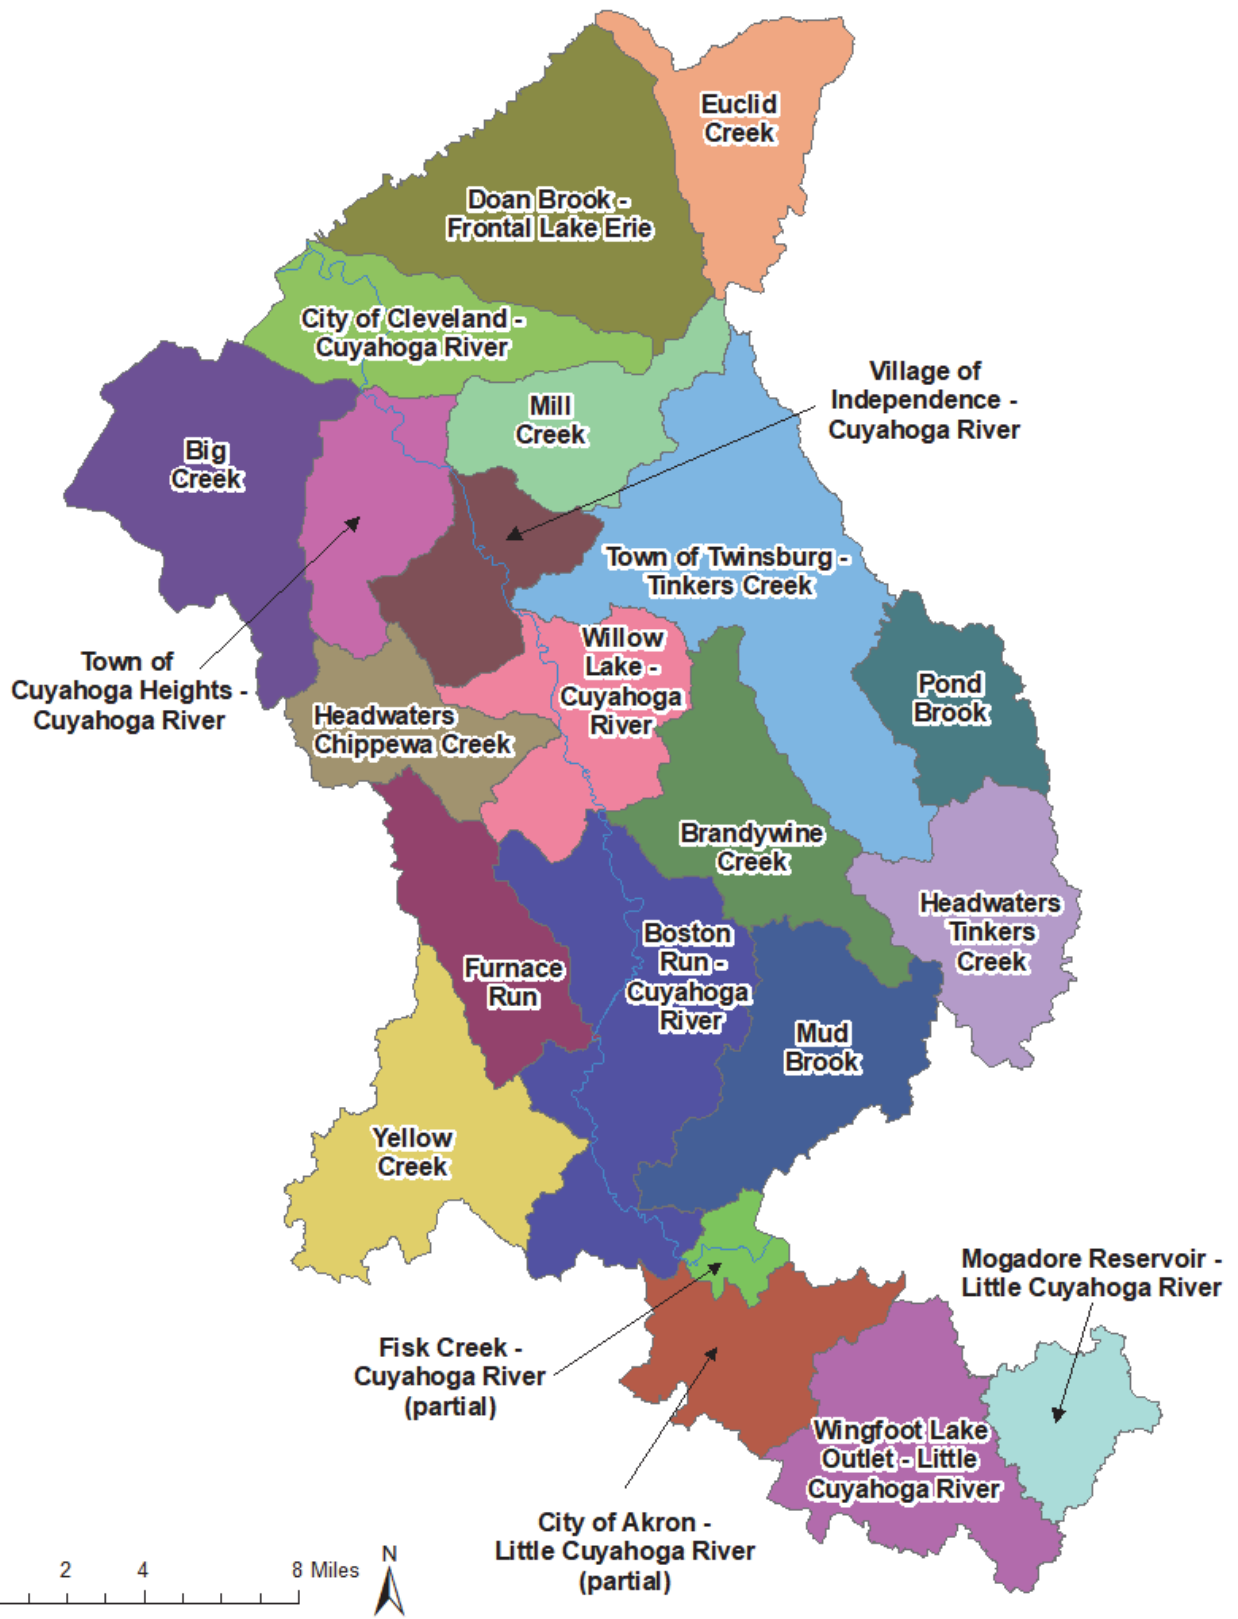 Euclid
Creek
Doan Brook -
Frontal Lake Erie
City of Cleveland -
Cuyahoga River
Village of
Independence -
Cuyahoga River
Mill
Creek
Big
Creek
Town of Twinsburg -
Tinkers Creek
Town of
Cuyahoga Heights -
Cuyahoga River
Willow
Lake -
Cuyahoga
River
Pond
Brook
Headwaters
Chippewa Creek
Brandywine
Creek
Headwaters
Tinkers
Creek
Boston
Run -
Cuyahoga
River
Furnace
Run
Mud
Brook
Yellow
Creek
Mogadore Reservoir -
Little Cuyahoga River
Fisk Creek -
Cuyahoga River
(partial)
Wingfoot Lake
Outlet - Little
Cuyahoga River
City of Akron -
Little Cuyahoga River
(partial)
2 4 8 Miles
N